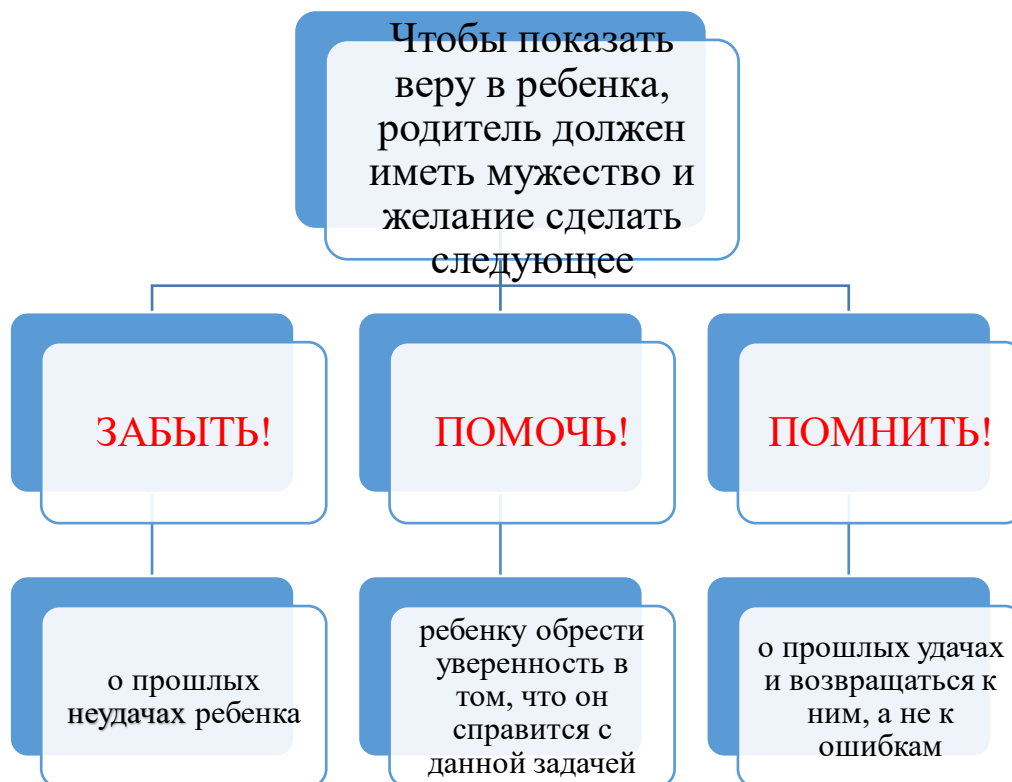 Чтобы показать
веру в ребенка,
родитель должен
иметь мужество и
желание сделать
следующее
ЗАБЫТЬ!
ПОМОЧЬ!
ПОМНИТЬ!
о прошлых
неудачах ребенка
ребенку обрести
уверенность в
том, что он
справится с
данной задачей
о прошлых удачах
и возвращаться к
ним, а не к
ошибкам